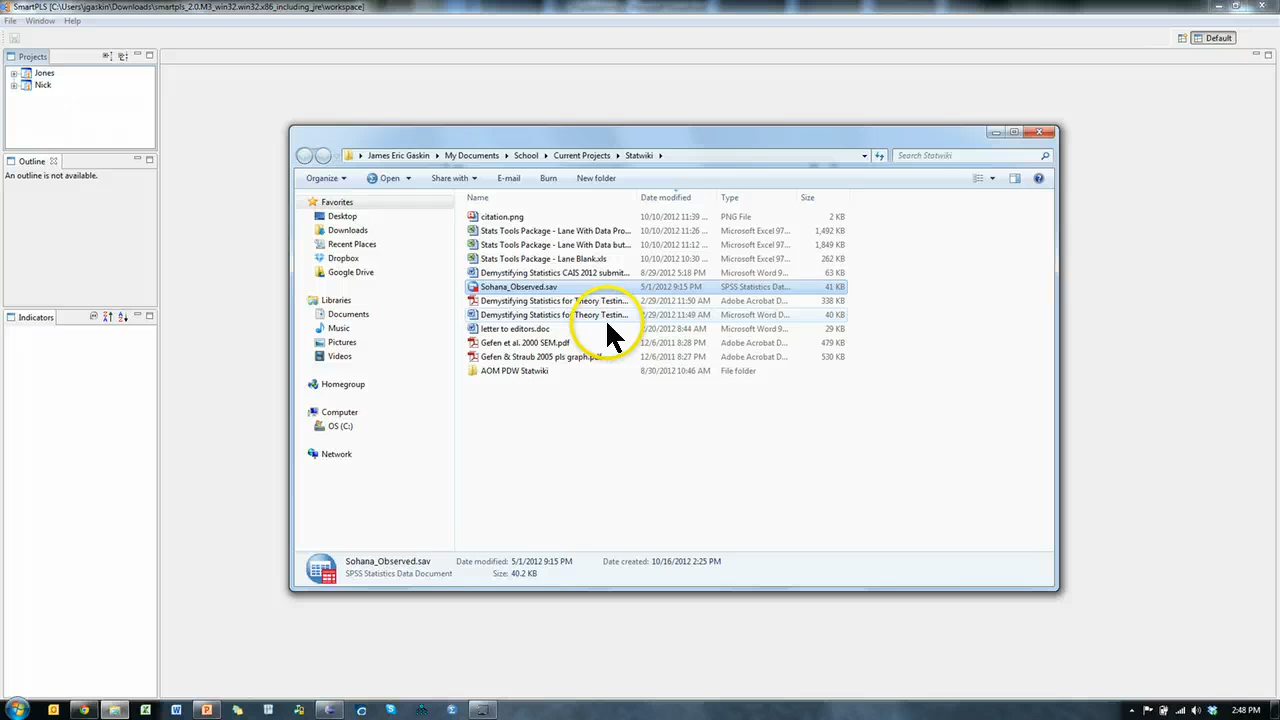 SmartPLS [C:\Users\jgaskin\Downloads\smartpls_2.0.M3_win32.win32.x86_including_jre\workspace]
File Window Help
Default
Projects
Jones
Nick
Outline
An outline is not available.
Indicators
James Eric Gaskin My Documents School Current Projects Statwiki
Search Statwiki
Organize Open Share with E-mail Burn New folder
Favorites
Desktop
Downloads
Recent Places
Dropbox
Google Drive
Libraries
Documents
Music
Pictures
Videos
Homegroup
Computer
OS (C:)
Network
Name Date modified Type Size
citation.png 10/10/2012 11:39 ... PNG File 2 KB
Stats Tools Package - Lane With Data Pro... 10/10/2012 11:26 ... Microsoft Excel 97... 1,492 KB
Stats Tools Package - Lane With Data but... 10/10/2012 11:12 ... Microsoft Excel 97... 1,849 KB
Stats Tools Package - Lane Blank.xls 10/10/2012 10:30 ... Microsoft Excel 97... 262 KB
Demystifying Statistics CAIS 2012 submit... 8/29/2012 5:18 PM Microsoft Word 9... 63 KB
Sohana_Observed.sav 5/1/2012 9:15 PM SPSS Statistics Dat... 41 KB
Demystifying Statistics for Theory Testin... 2/29/2012 11:50 AM Adobe Acrobat D... 338 KB
Demystifying Statistics for Theory Testin... 2/29/2012 11:49 AM Microsoft Word D... 40 KB
letter to editors.doc 2/20/2012 8:44 AM Microsoft Word 9... 29 KB
Gefen et al. 2000 SEM.pdf 12/6/2011 8:28 PM Adobe Acrobat D... 479 KB
Gefen & Straub 2005 pls graph.pdf 12/6/2011 8:27 PM Adobe Acrobat D... 530 KB
AOM PDW Statwiki 8/30/2012 10:46 AM File folder
Sohana_Observed.sav Date modified: 5/1/2012 9:15 PM Date created: 10/16/2012 2:25 PM
SPSS Statistics Data Document Size: 40.2 KB
2:48 PM